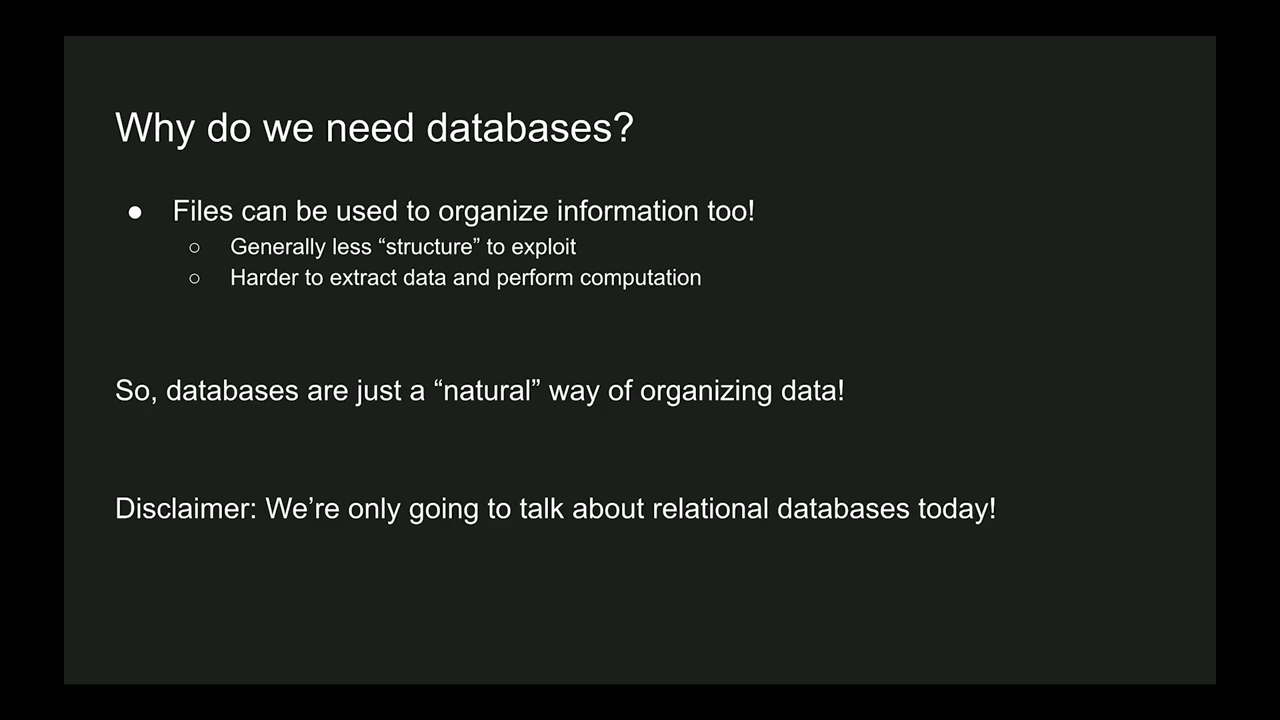 Why do we need databases?
● Files can be used to organize information too!
○ Generally less “structure” to exploit
○ Harder to extract data and perform computation
So, databases are just a “natural” way of organizing data!
Disclaimer: We’re only going to talk about relational databases today!